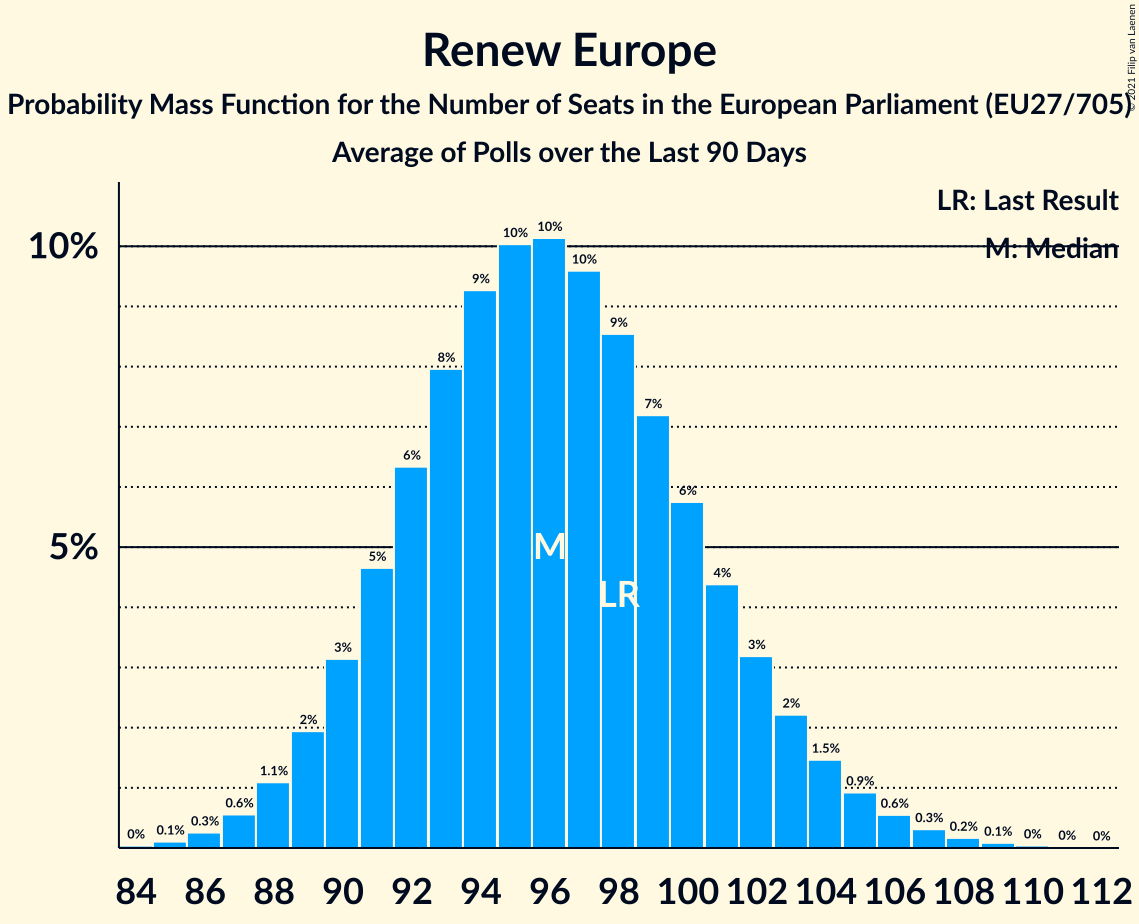 Renew Europe
Probability Mass Function for the Number of Seats in the European Parliament (EU27/705)
Average of Polls over the Last 90 Days
© 2021 Filip van Laenen
LR: Last Result
M: Median
10%
5%
0% 0.1% 0.3% 0.6% 1.1% 2% 3% 5% 6% 8% 9% 10% 10% 10% 9% 7% 6% 4% 3% 2% 1.5% 0.9% 0.6% 0.3% 0.2% 0.1% 0% 0% 0%
M
LR
84 86 88 90 92 94 96 98 100 102 104 106 108 110 112